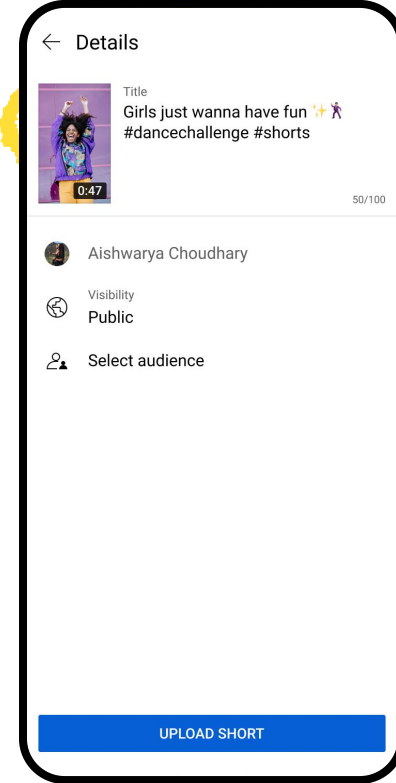 Details
Title
Girls just wanna have fun ✨🕺
#dancechallenge #shorts
0:47
50/100
Aishwarya Choudhary
Visibility
Public
Select audience
UPLOAD SHORT